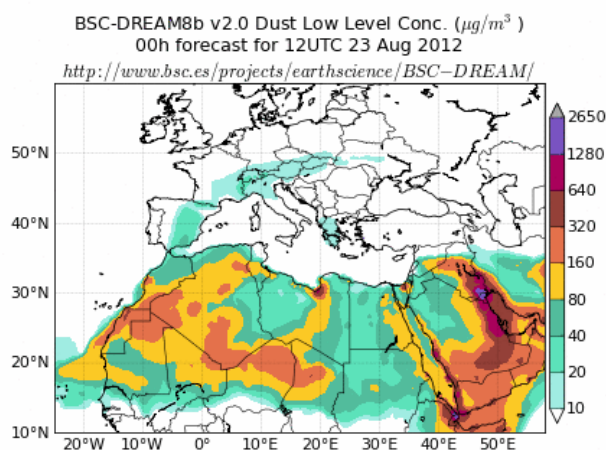 BSC-DREAM8b v2.0 Dust Low Level Conc. (μg/m³ )
00h forecast for 12UTC 23 Aug 2012
http://www.bsc.es/projects/earthscience/BSC−DREAM/
50°N
40°N
30°N
20°N
10°N
20°W 10°W 0° 10°E 20°E 30°E 40°E 50°E
2650
1280
640
320
160
80
40
20
10